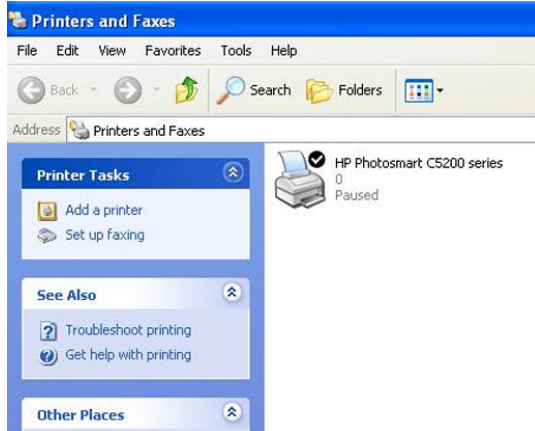 Printers and Faxes
File Edit View Favorites Tools Help
Back Search Folders
Address Printers and Faxes
Printer Tasks
Add a printer
Set up faxing
See Also
Troubleshoot printing
Get help with printing
Other Places
HP Photosmart C5200 series
0
Paused